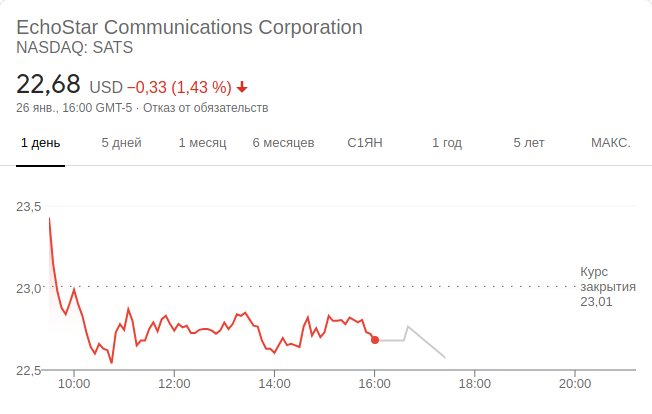 EchoStar Communications Corporation
NASDAQ: SATS
22,68 USD −0,33 (1,43 %)
26 янв., 16:00 GMT-5 · Отказ от обязательств
1 день 5 дней 1 месяц 6 месяцев С1ЯН 1 год 5 лет МАКС.
23,5
Курс
23,0 закрытия
23,01
22,5
10:00 12:00 14:00 16:00 18:00 20:00